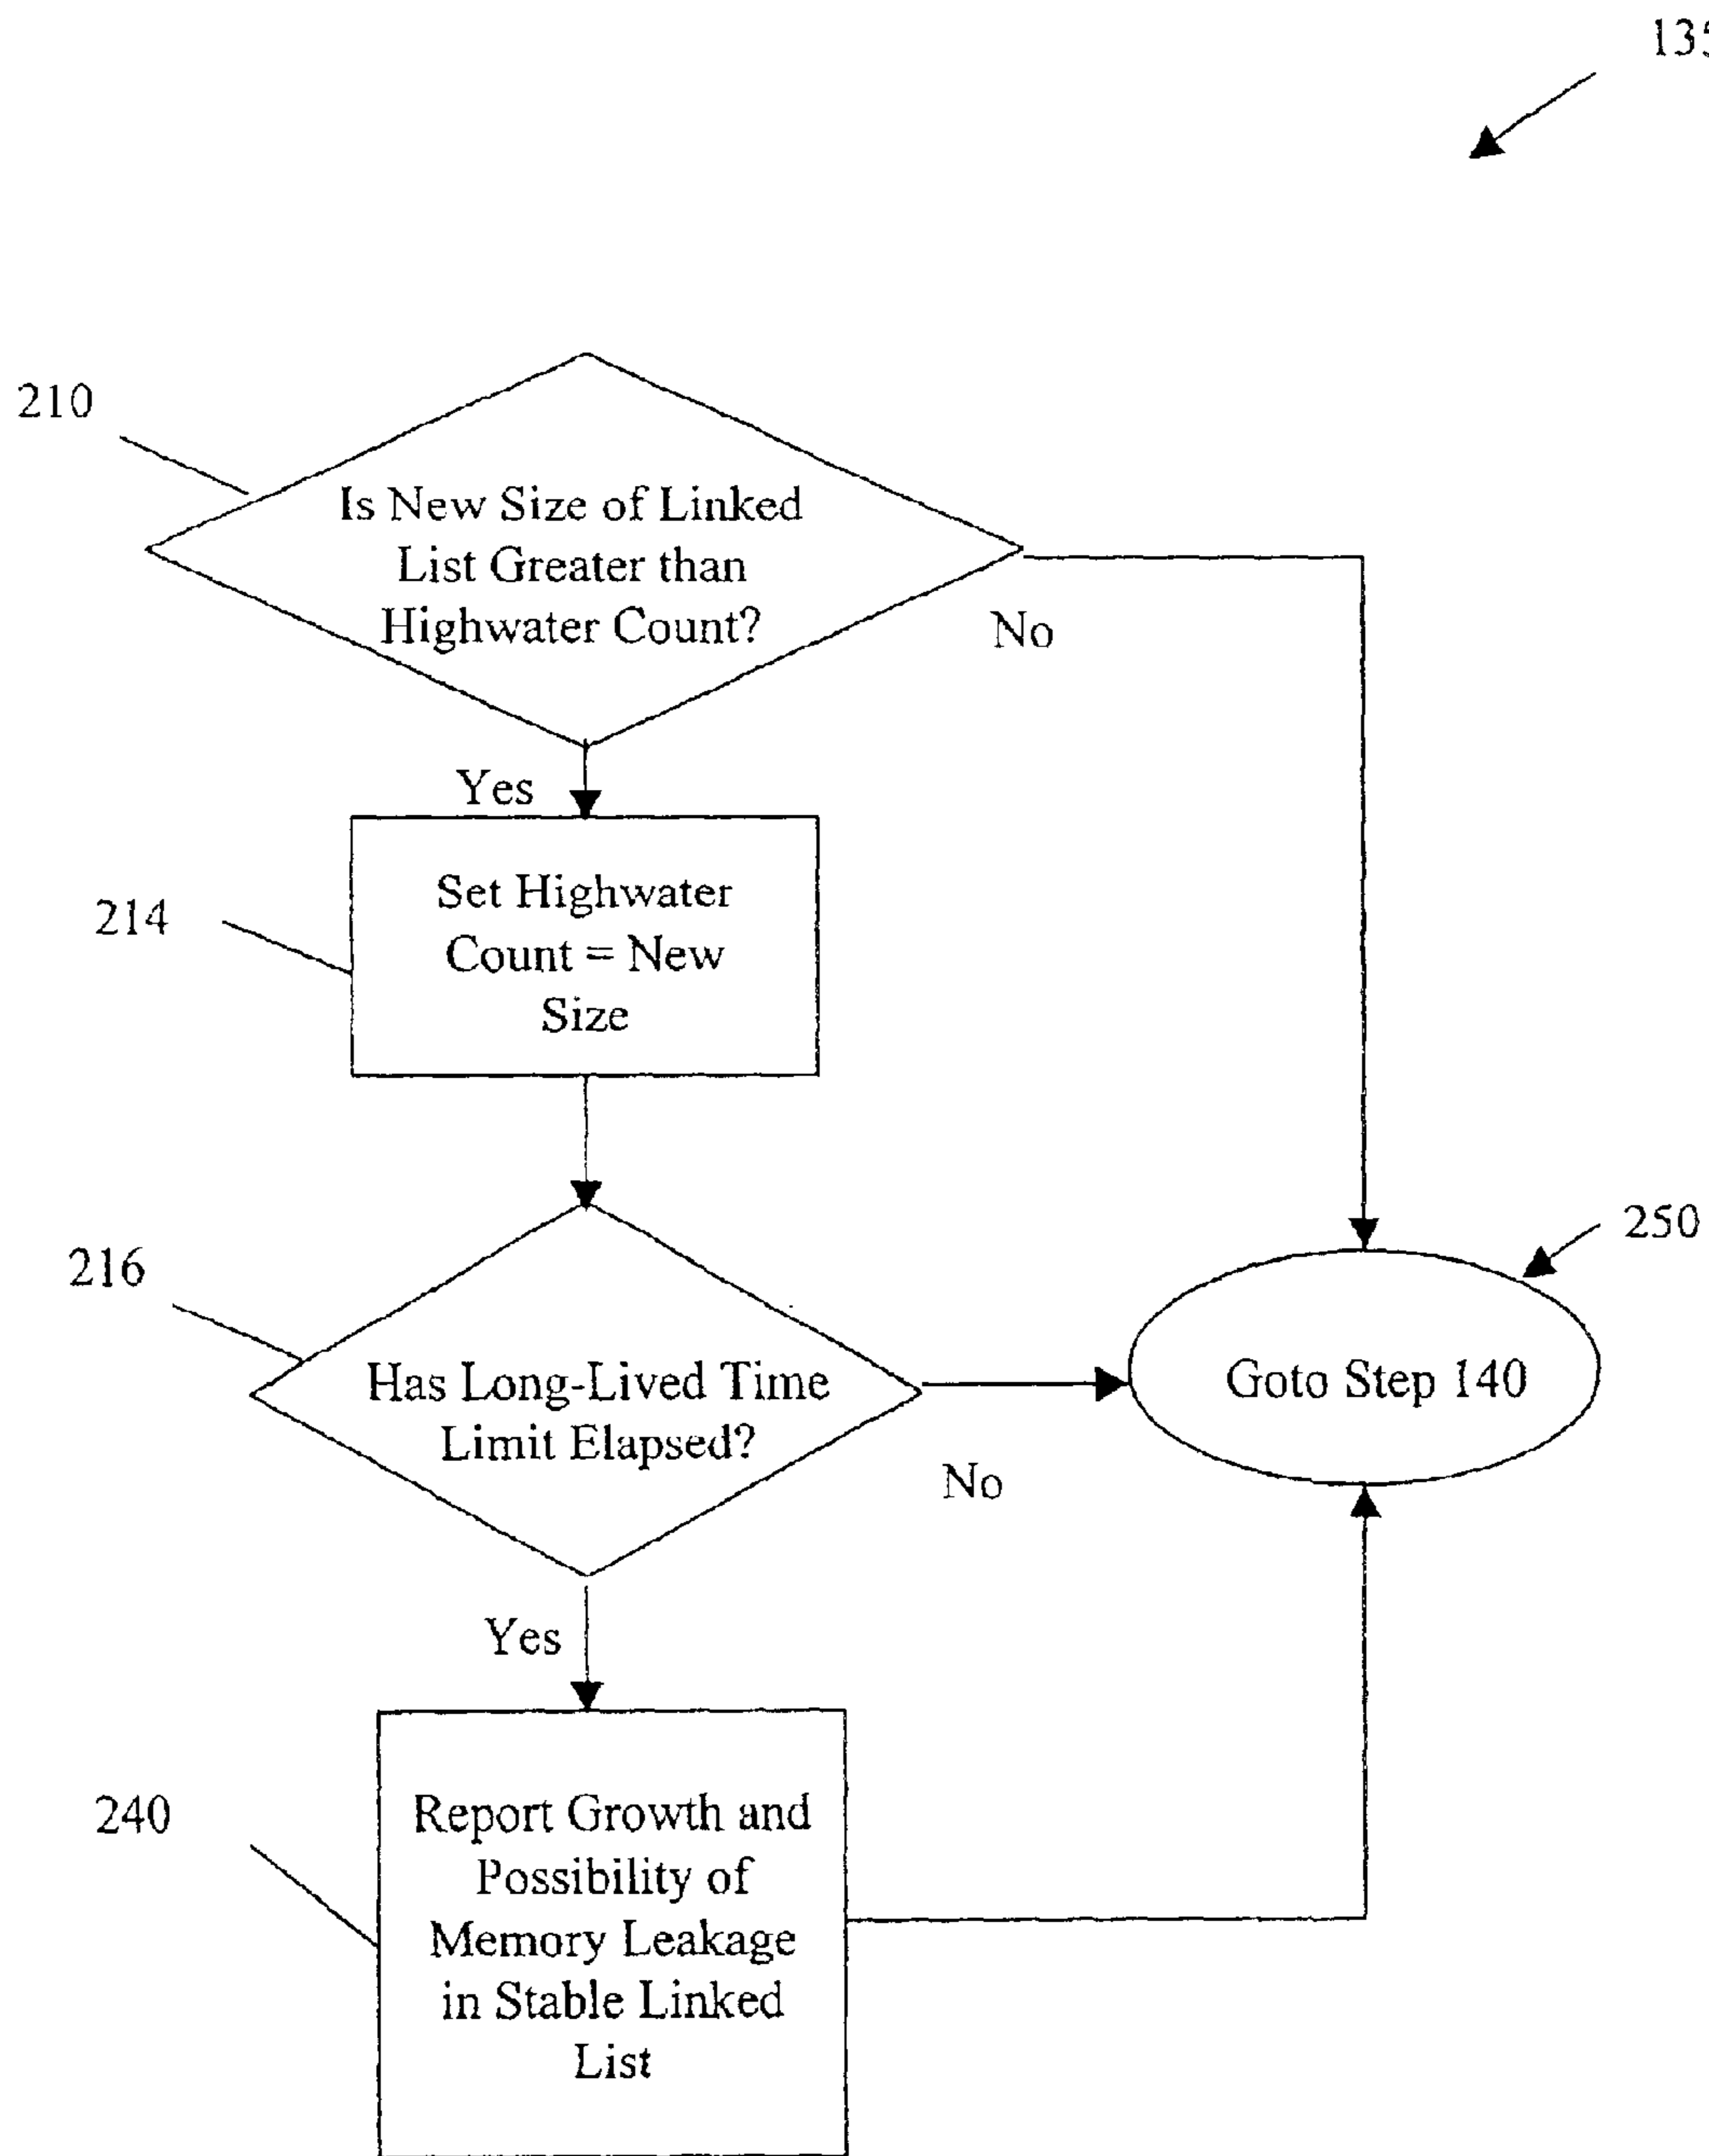 135
210
Is New Size of Linked
List Greater than
Highwater Count?
No
Yes
214
Set Highwater
Count = New
Size
250
216
Has Long-Lived Time
Limit Elapsed?
Goto Step 140
No
Yes
240
Report Growth and
Possibility of
Memory Leakage
in Stable Linked
List